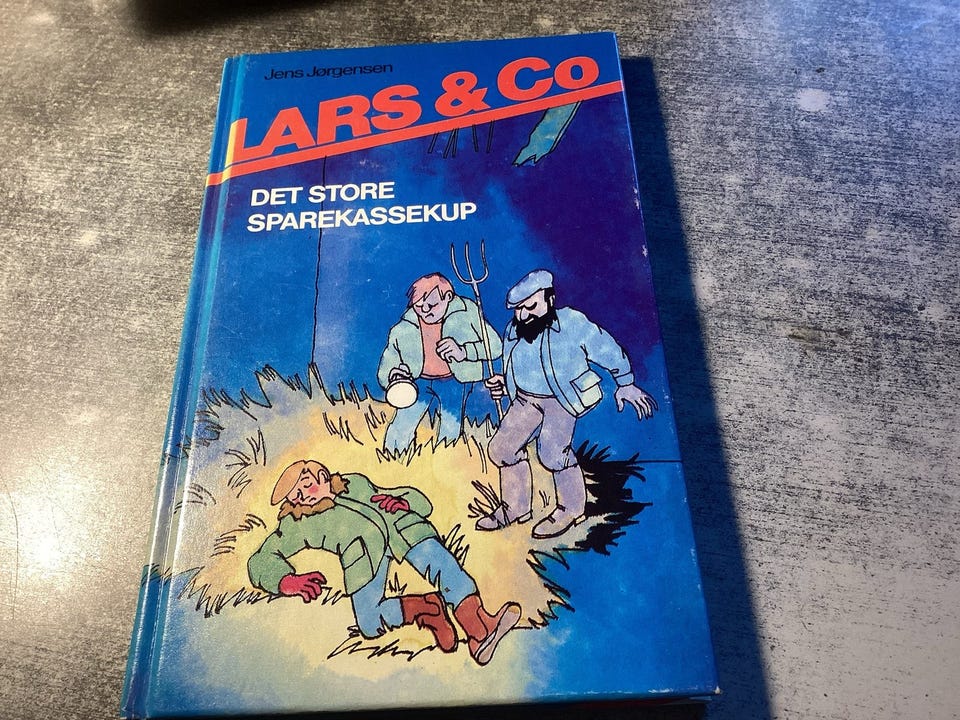 Jens Jørgensen
LARS & Co
DET STORE
SPAREKASSEKUP